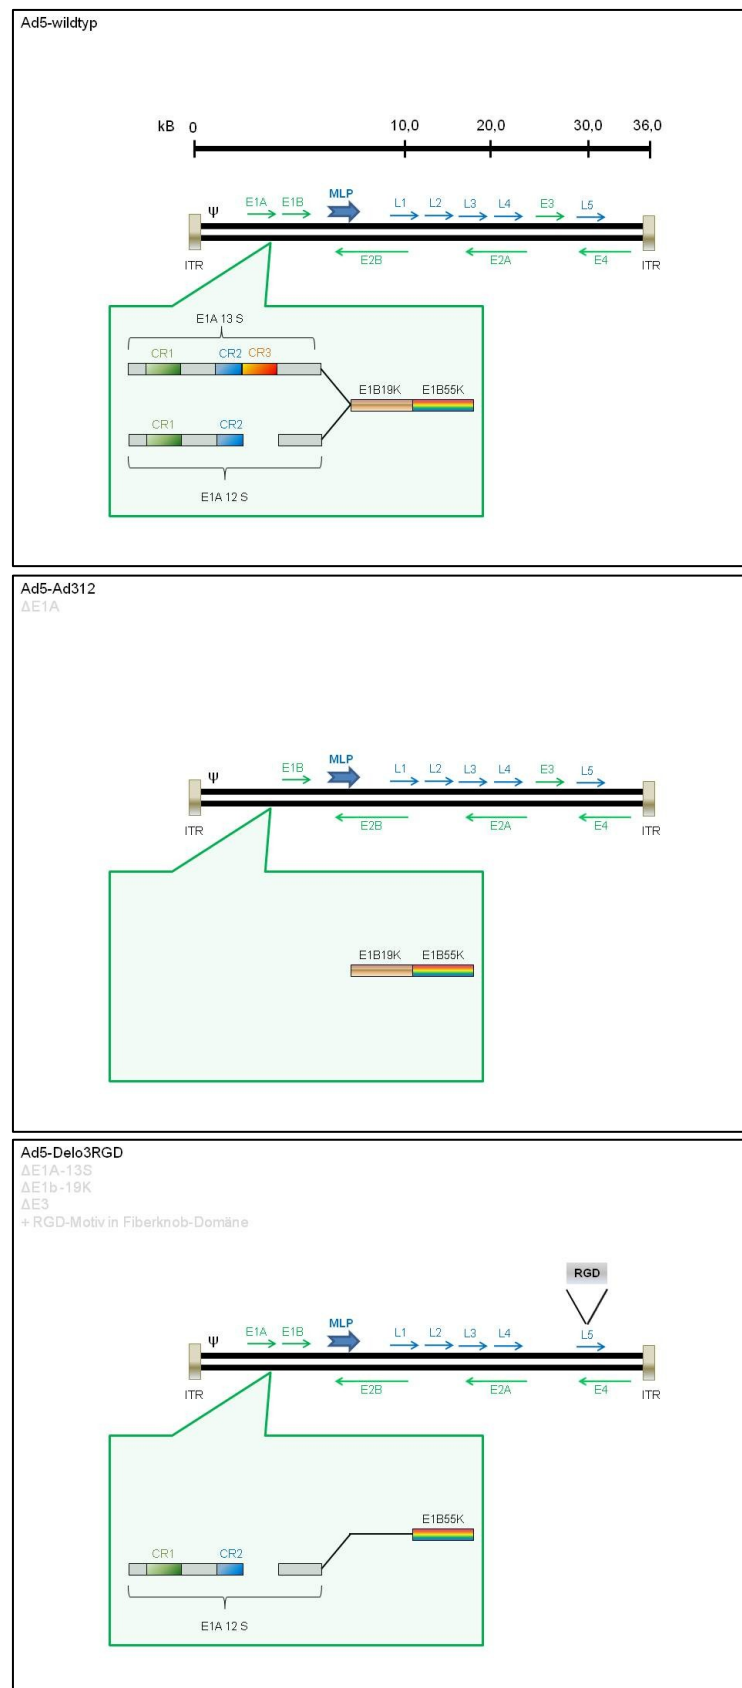 Ad5-wildtyp
kB 0 10,0 20,0 30,0 36,0
Ψ E1A E1B MLP L1 L2 L3 L4 E3 L5
ITR E2B E2A E4 ITR
E1A 13 S
CR1 CR2 CR3
E1B19K E1B55K
CR1 CR2
E1A 12 S
Ad5-Ad312
ΔE1A
Ψ E1B MLP L1 L2 L3 L4 E3 L5
ITR E2B E2A E4 ITR
E1B19K E1B55K
Ad5-Delo3RGD
ΔE1A-13S
ΔE1b-19K
ΔE3
+ RGD-Motiv in Fiberknob-Domäne
RGD
Ψ E1A E1B MLP L1 L2 L3 L4 L5
ITR E2B E2A E4 ITR
E1B55K
CR1 CR2
E1A 12 S